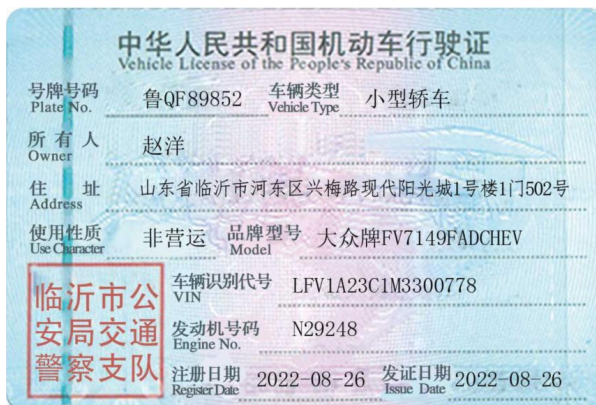 中华人民共和国机动车行驶证
Vehicle License of the People's Republic of China
号牌号码 鲁QF89852 车辆类型 小型轿车
Plate No. Vehicle Type
所有人 赵洋
Owner
住址 山东省临沂市河东区兴梅路现代阳光城1号楼1门502号
Address
使用性质 非营运 品牌型号 大众牌FV7149FADCHEV
Use Character Model
临沂市公
安局交通
警察支队
车辆识别代号 LFV1A23C1M3300778
VIN
发动机号码 N29248
Engine No.
注册日期 2022-08-26 发证日期 2022-08-26
Register Date Issue Date